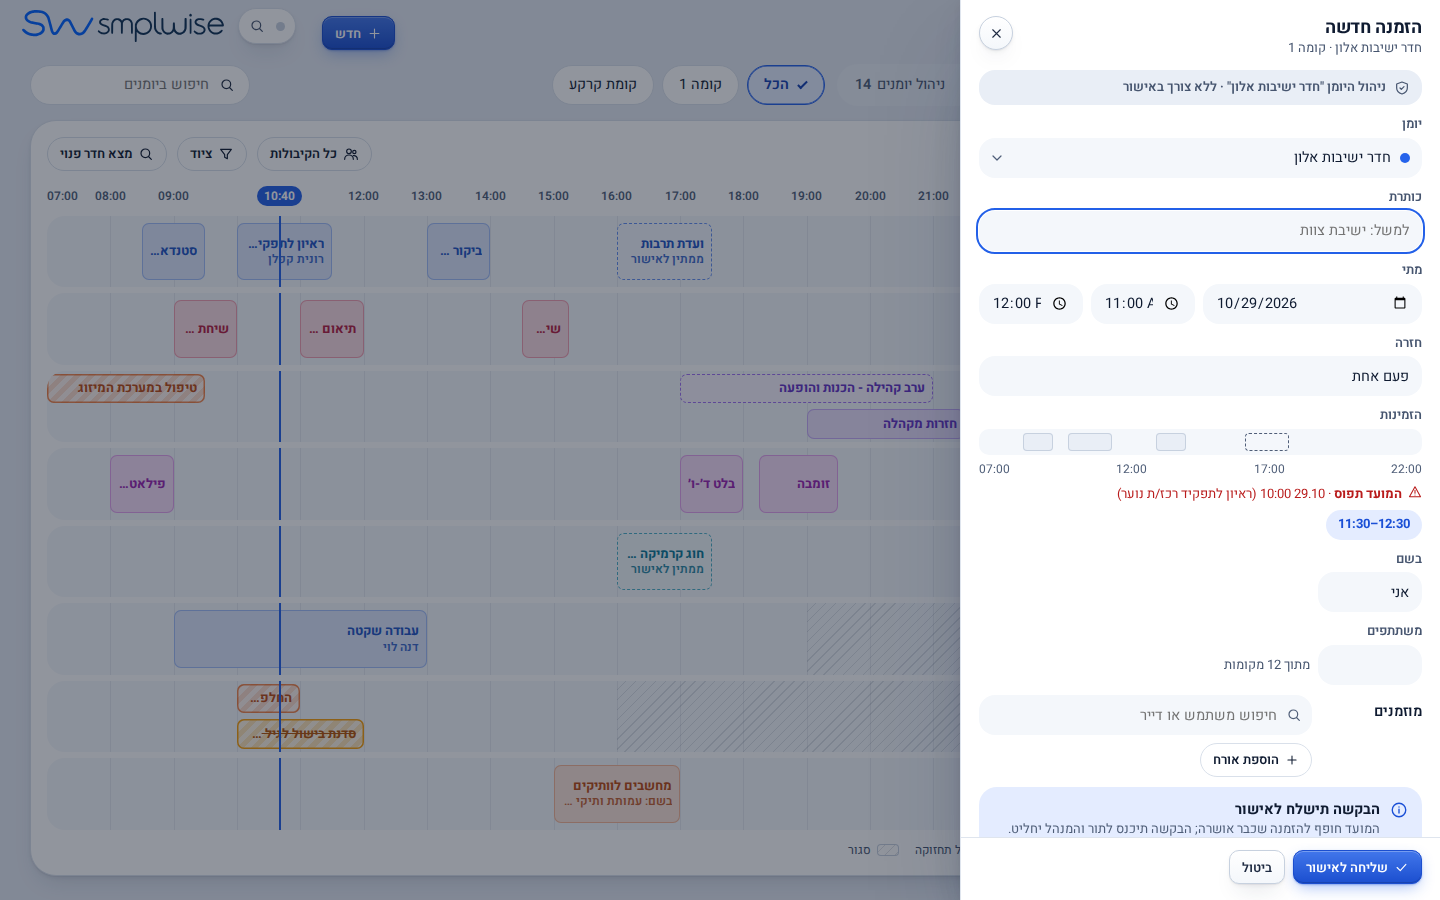 הזמנה חדשה
חדר ישיבות אלון · קומה 1
ניהול היומן "חדר ישיבות אלון" · ללא צורך באישור
יומן
חדר ישיבות אלון
כותרת
למשל: ישיבת צוות
מתי
10/29/2026
11:00 A
12:00 P
חזרה
פעם אחת
הזמינות
07:00 12:00 17:00 22:00
המועד תפוס · 29.10 10:00 (ראיון לתפקיד רכז/ת נוער)
11:30–12:30
בשם
אני
משתתפים
מתוך 12 מקומות
מוזמנים
חיפוש משתמש או דייר
הוספת אורח
הבקשה תישלח לאישור
המועד חופף להזמנה שכבר אושרה; הבקשה תיכנס לתור והמנהל יחליט.
שליחה לאישור
ביטול
smplwise
חדש
ניהול יומנים 14
הכל
קומה 1
קומת קרקע
חיפוש ביומנים
כל הקיבולות
ציוד
מצא חדר פנוי
07:00 08:00 09:00 10:40 12:00 13:00 14:00 15:00 16:00 17:00 18:00 19:00 20:00 21:00
סטנדא...
ראיון לתפקי...
רונית קפלן
ביקור ...
ועדת תרבות
ממתין לאישור
שיחת ...
תיאום ...
שי...
טיפול במערכת המיזוג
ערב קהילה - הכנות והופעה
חזרות מקהלה
פילאט...
בלט ד'-ו'
זומבה
חוג קרמיקה ...
ממתין לאישור
עבודה שקטה
דנה לוי
החלפ...
סדנת בישול לגיל ...
מחשבים לוותיקים
בשם: עמותת ותיקי ...
תחזוקה
סגור